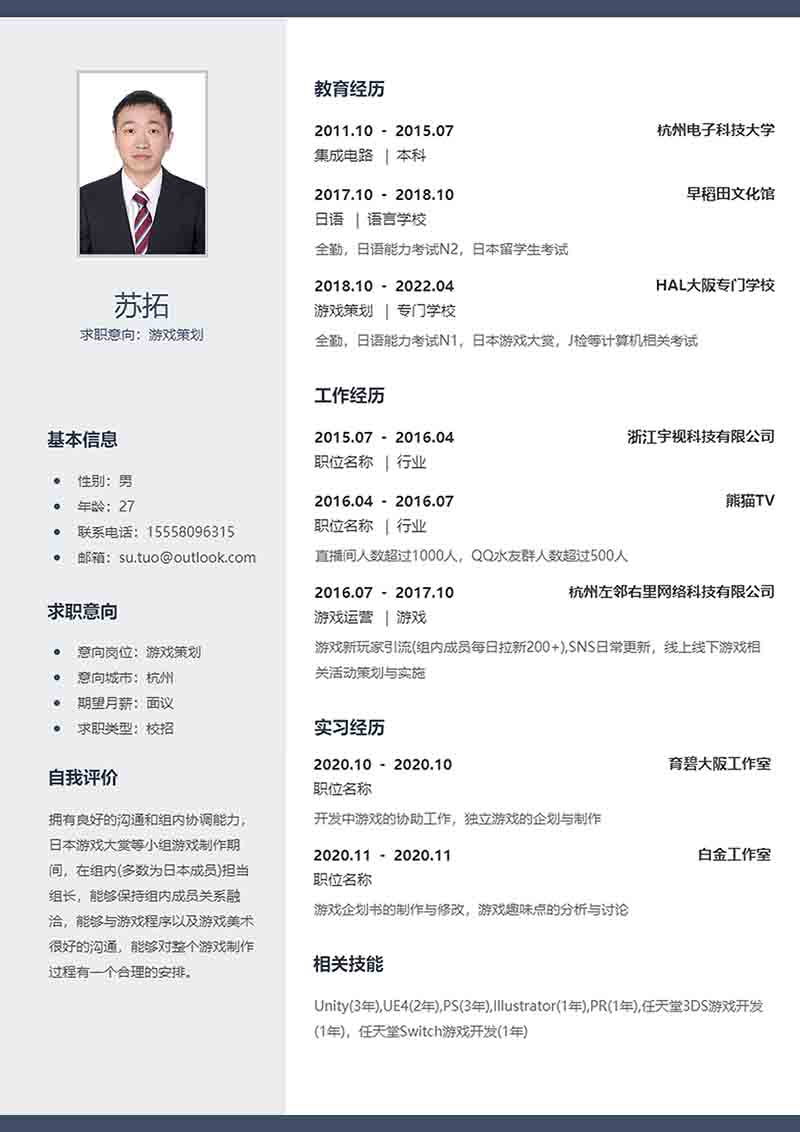 苏拓
求职意向：游戏策划
基本信息
性别：男
年龄：27
联系电话：15558096315
邮箱：su.tuo@outlook.com
求职意向
意向岗位：游戏策划
意向城市：杭州
期望月薪：面议
求职类型：校招
自我评价
拥有良好的沟通和组内协调能力，
日本游戏大赏等小组游戏制作期
间，在组内(多数为日本成员)担当
组长，能够保持组内成员关系融
洽，能够与游戏程序以及游戏美术
很好的沟通，能够对整个游戏制作
过程有一个合理的安排。
教育经历
2011.10 - 2015.07 杭州电子科技大学
集成电路 | 本科
2017.10 - 2018.10 早稻田文化馆
日语 | 语言学校
全勤，日语能力考试N2，日本留学生考试
2018.10 - 2022.04 HAL大阪专门学校
游戏策划 | 专门学校
全勤，日语能力考试N1，日本游戏大赏，J检等计算机相关考试
工作经历
2015.07 - 2016.04 浙江宇视科技有限公司
职位名称 | 行业
2016.04 - 2016.07 熊猫TV
职位名称 | 行业
直播间人数超过1000人，QQ水友群人数超过500人
2016.07 - 2017.10 杭州左邻右里网络科技有限公司
游戏运营 | 游戏
游戏新玩家引流(组内成员每日拉新200+),SNS日常更新，线上线下游戏相
关活动策划与实施
实习经历
2020.10 - 2020.10 育碧大阪工作室
职位名称
开发中游戏的协助工作，独立游戏的企划与制作
2020.11 - 2020.11 白金工作室
职位名称
游戏企划书的制作与修改，游戏趣味点的分析与讨论
相关技能
Unity(3年),UE4(2年),PS(3年),Illustrator(1年),PR(1年),任天堂3DS游戏开发
(1年)，任天堂Switch游戏开发(1年)